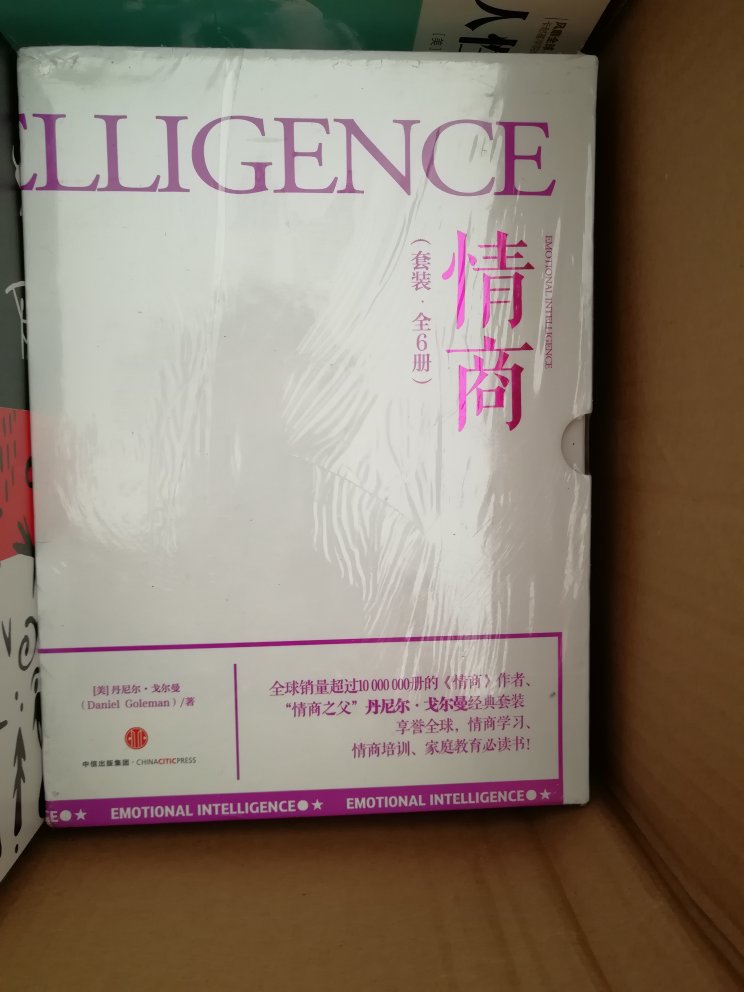 人性
[美]
ELLIGENCE
EMOTIONAL INTELLIGENCE
情商
（套装·全6册）
[美] 丹尼尔·戈尔曼
（Daniel Goleman）/著
中信出版集团·CHINACITICPRESS
全球销量超过10 000 000册的《情商》作者、
“情商之父”丹尼尔·戈尔曼经典套装
享誉全球，情商学习、
情商培训、家庭教育必读书！
E●★ EMOTIONAL INTELLIGENCE●★ EMOTIONAL INTELLIGENCE●★